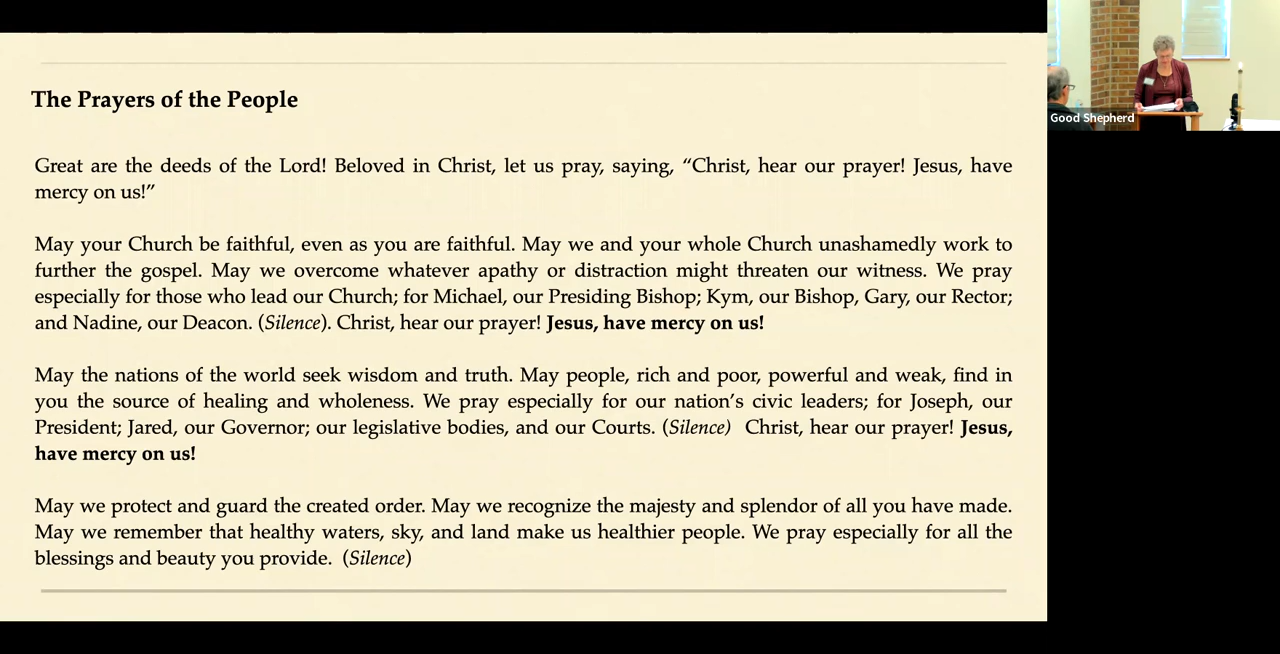 The Prayers of the People
Great are the deeds of the Lord! Beloved in Christ, let us pray, saying, “Christ, hear our prayer! Jesus, have
mercy on us!”
May your Church be faithful, even as you are faithful. May we and your whole Church unashamedly work to
further the gospel. May we overcome whatever apathy or distraction might threaten our witness. We pray
especially for those who lead our Church; for Michael, our Presiding Bishop; Kym, our Bishop, Gary, our Rector;
and Nadine, our Deacon. (Silence). Christ, hear our prayer! Jesus, have mercy on us!
May the nations of the world seek wisdom and truth. May people, rich and poor, powerful and weak, find in
you the source of healing and wholeness. We pray especially for our nation’s civic leaders; for Joseph, our
President; Jared, our Governor; our legislative bodies, and our Courts. (Silence) Christ, hear our prayer! Jesus,
have mercy on us!
May we protect and guard the created order. May we recognize the majesty and splendor of all you have made.
May we remember that healthy waters, sky, and land make us healthier people. We pray especially for all the
blessings and beauty you provide. (Silence)
Good Shepherd